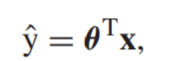 ŷ = θᵀx,